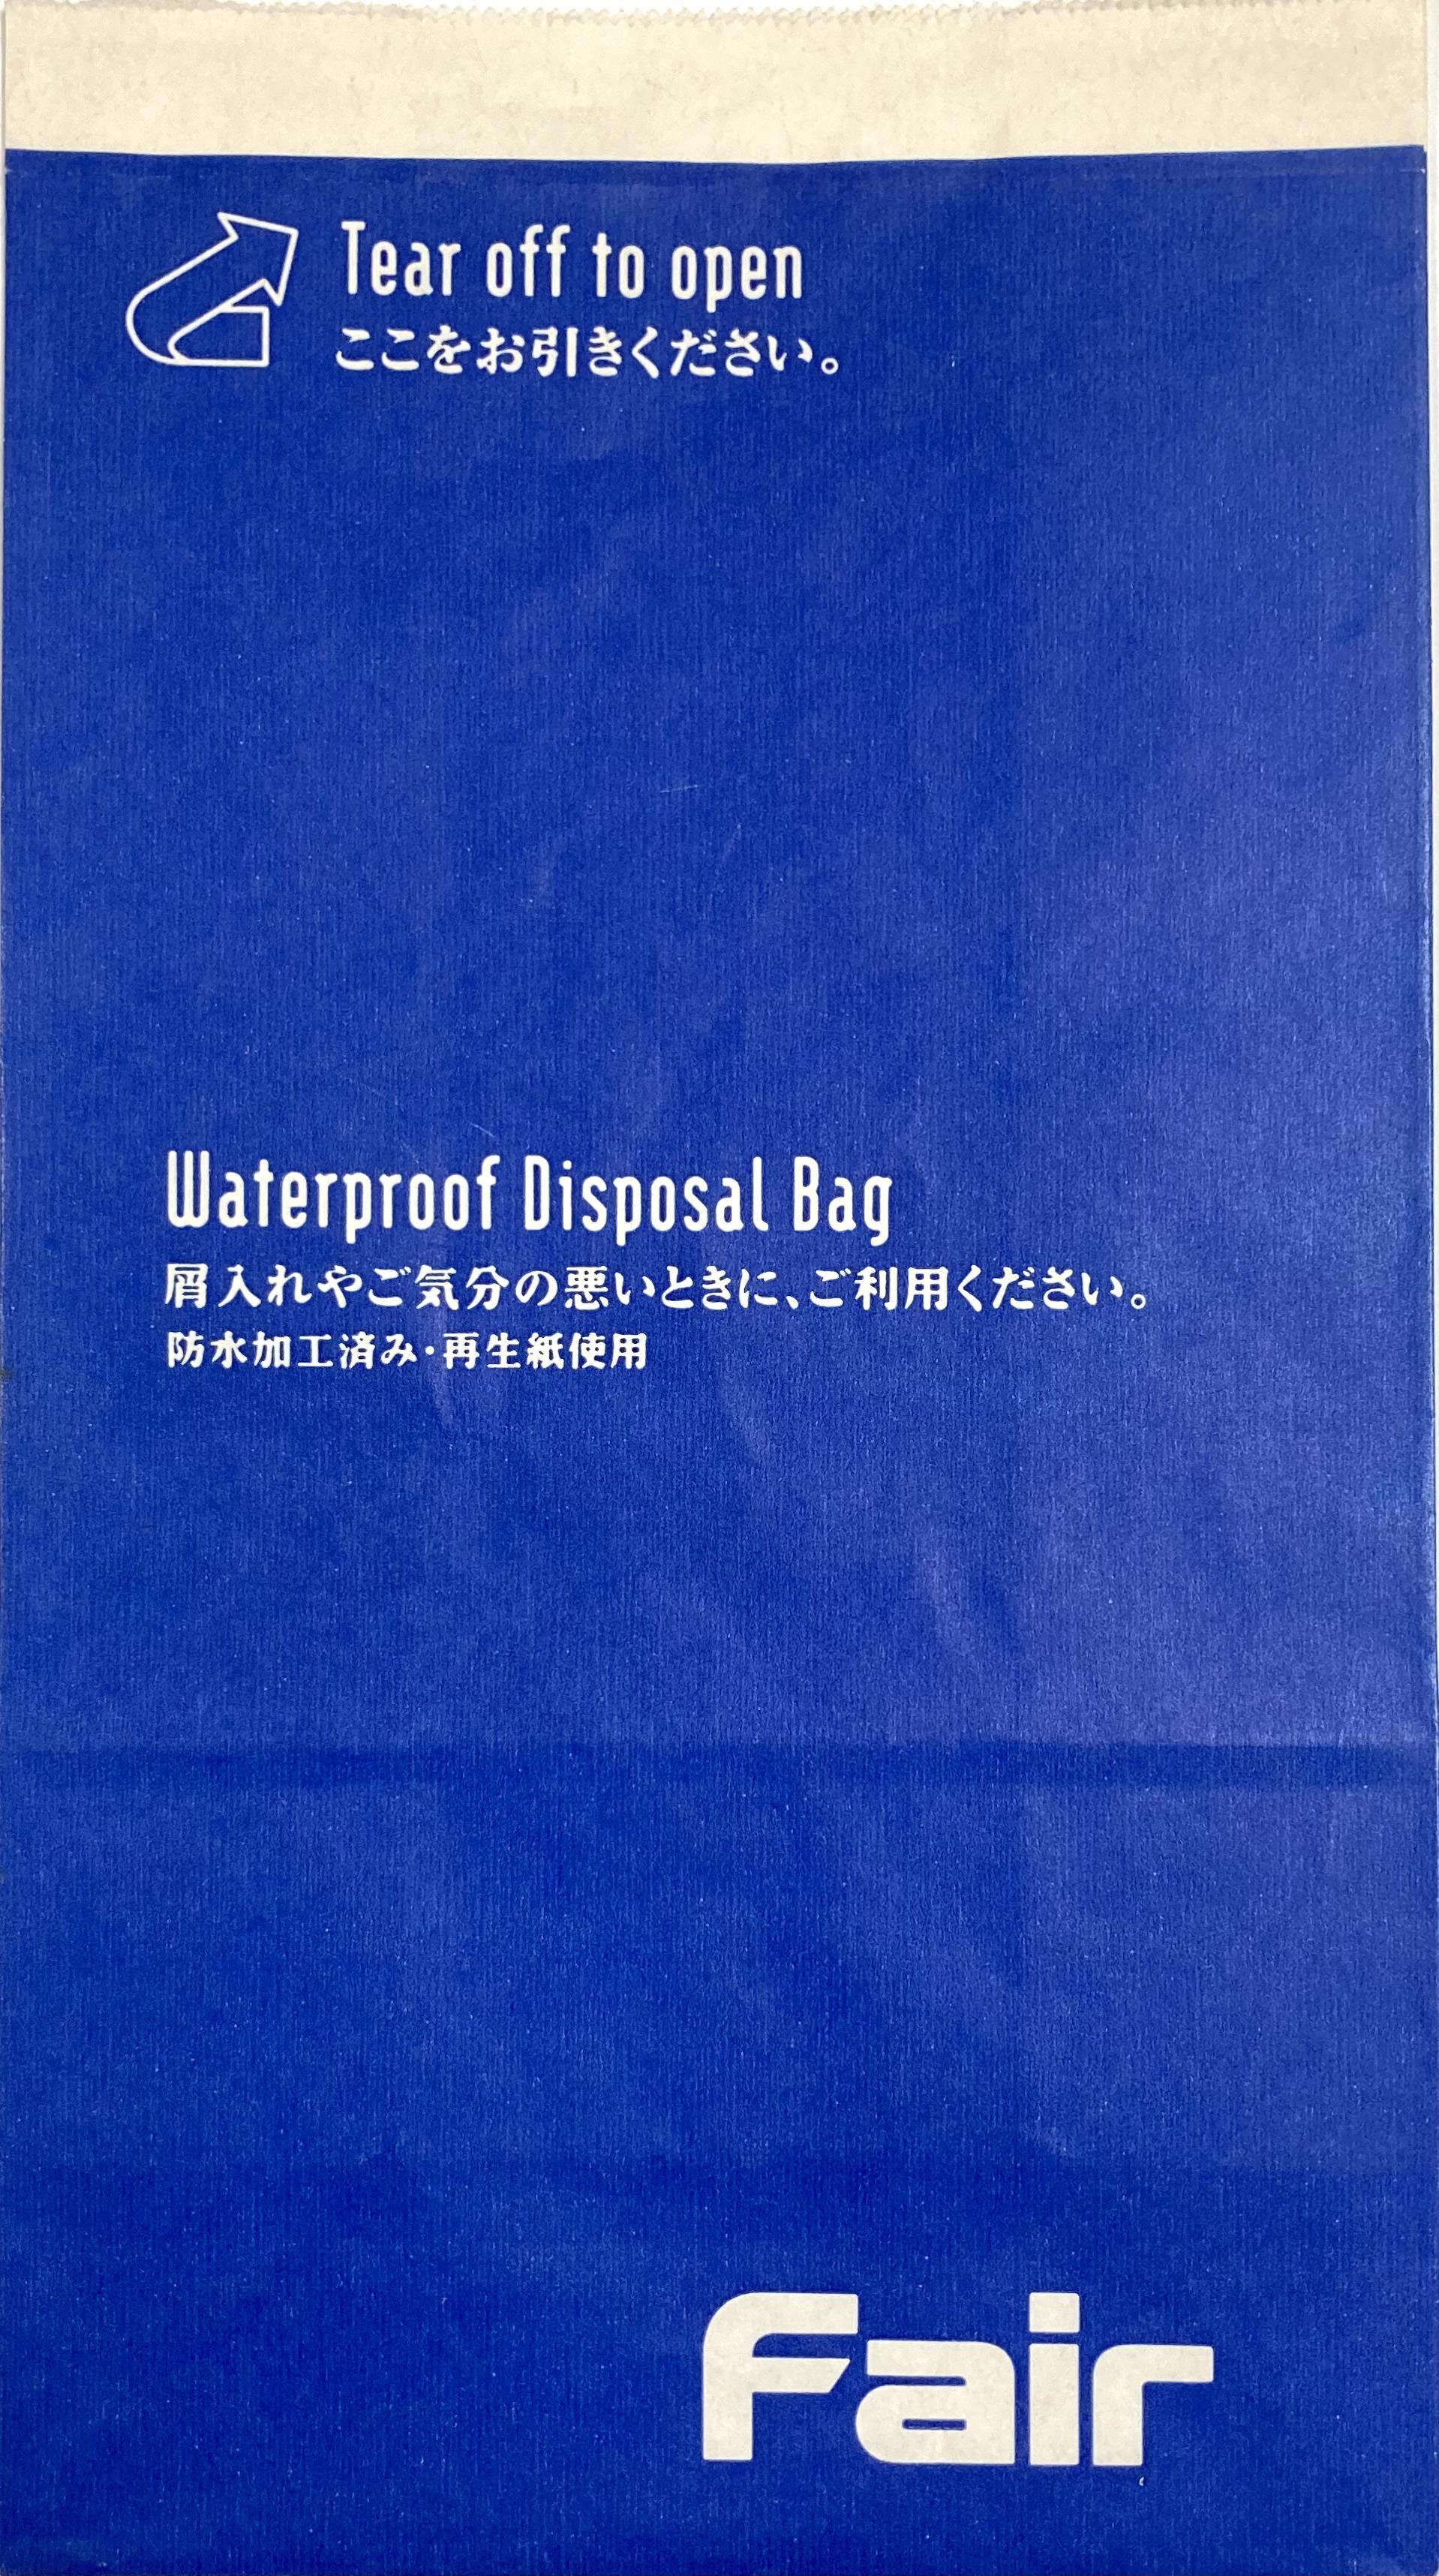 Tear off to open
ここをお引きください。
Waterproof Disposal Bag
屑入れやご気分の悪いときに、ご利用ください。
防水加工済み・再生紙使用
Fair